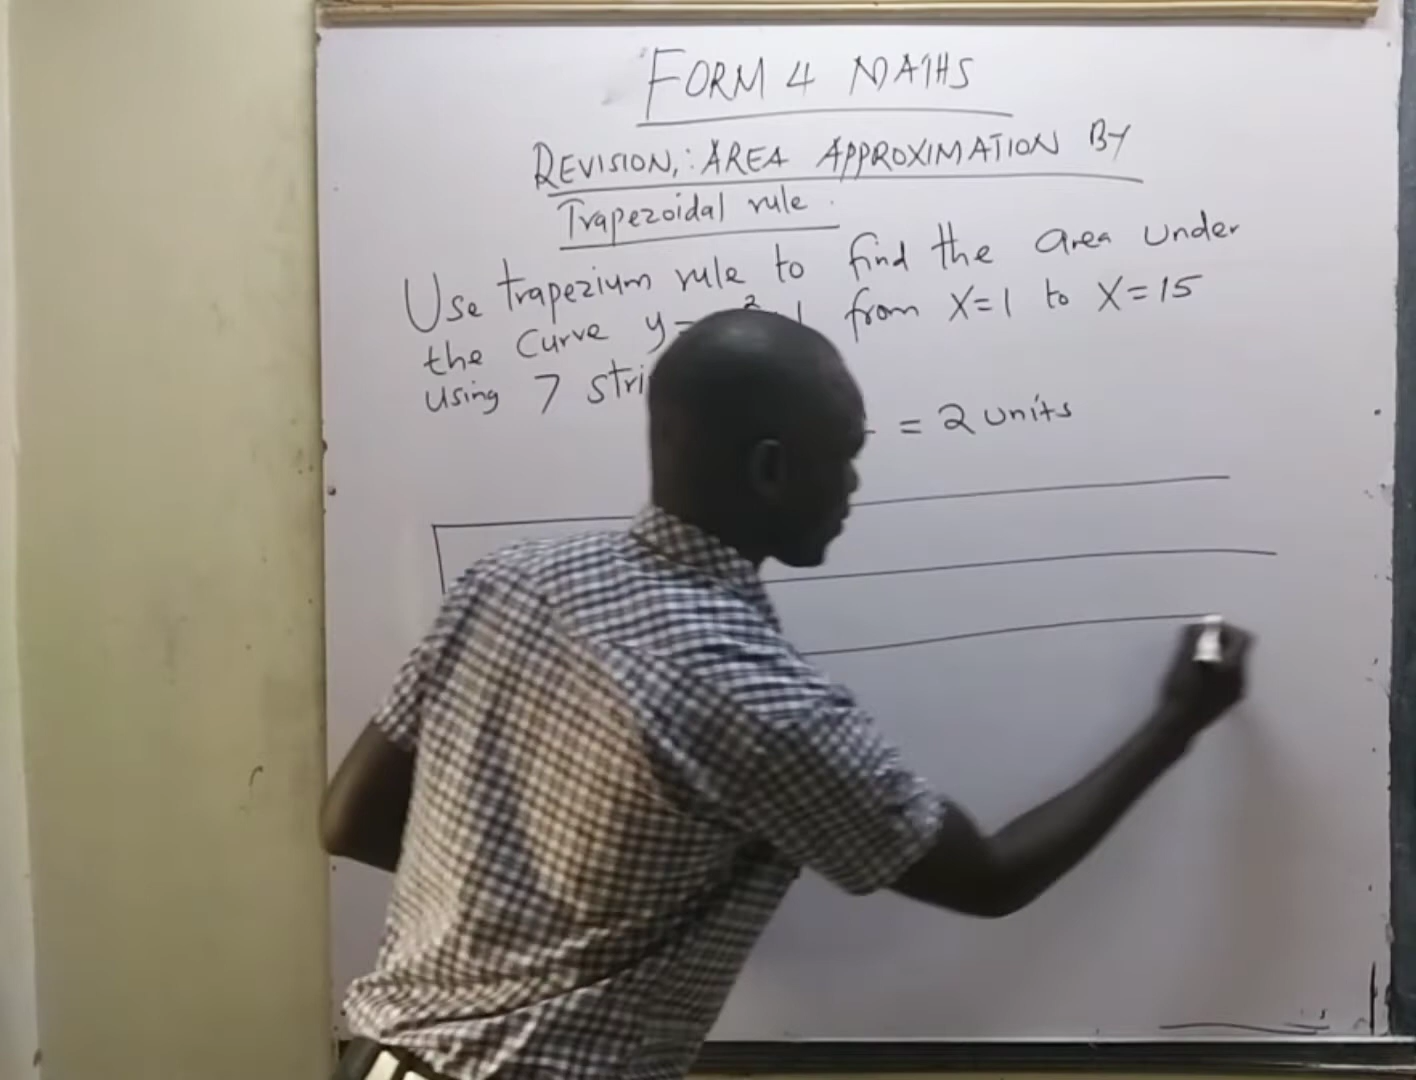 FORM 4 MATHS
REVISION,: AREA APPROXIMATION BY
Trapezoidal rule.
Use trapezium rule to find the area under
the curve from X=1 to X=15
using 7
= 2 units